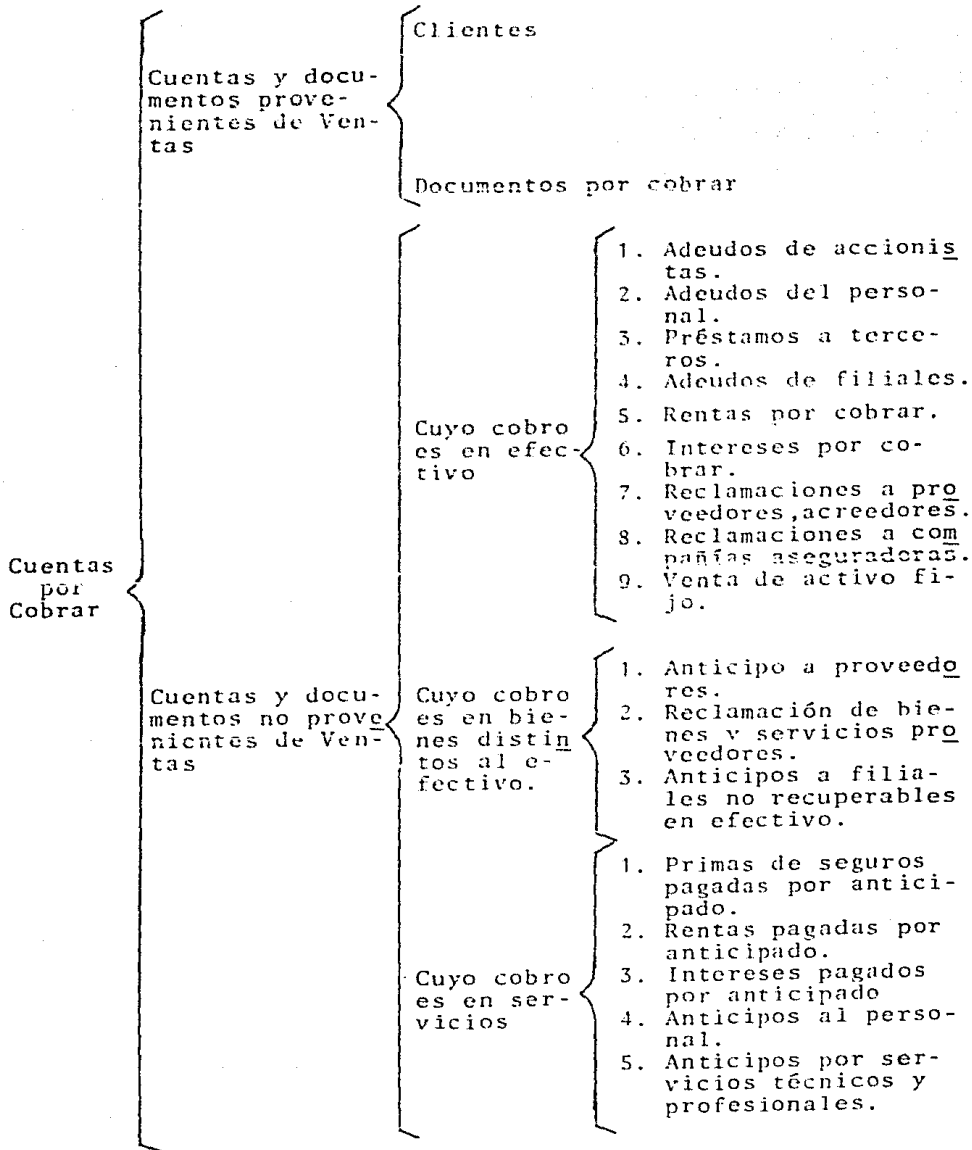 Cuentas
por
Cobrar
Cuentas y docu-
mentos prove-
nientes de Ven-
tas
Clientes
Documentos por cobrar
Cuentas y docu-
mentos no prove
nientes de Ven-
tas
Cuyo cobro
es en efec-
tivo
1. Adeudos de accionis
tas.
2. Adeudos del perso-
nal.
3. Préstamos a terce-
ros.
4. Adeudos de filiales.
5. Rentas por cobrar.
6. Intereses por co-
brar.
7. Reclamaciones a pro
veedores,acreedores.
8. Reclamaciones a com
pañías aseguradoras.
9. Venta de activo fi-
jo.
Cuyo cobro
es en bie-
nes distin
tos al e-
fectivo.
1. Anticipo a proveedo
res.
2. Reclamación de bie-
nes y servicios pro
veedores.
3. Anticipos a filia-
les no recuperables
en efectivo.
Cuyo cobro
es en ser-
vicios
1. Primas de seguros
pagadas por antici-
pado.
2. Rentas pagadas por
anticipado.
3. Intereses pagados
por anticipado
4. Anticipos al perso-
nal.
5. Anticipos por ser-
vicios técnicos y
profesionales.